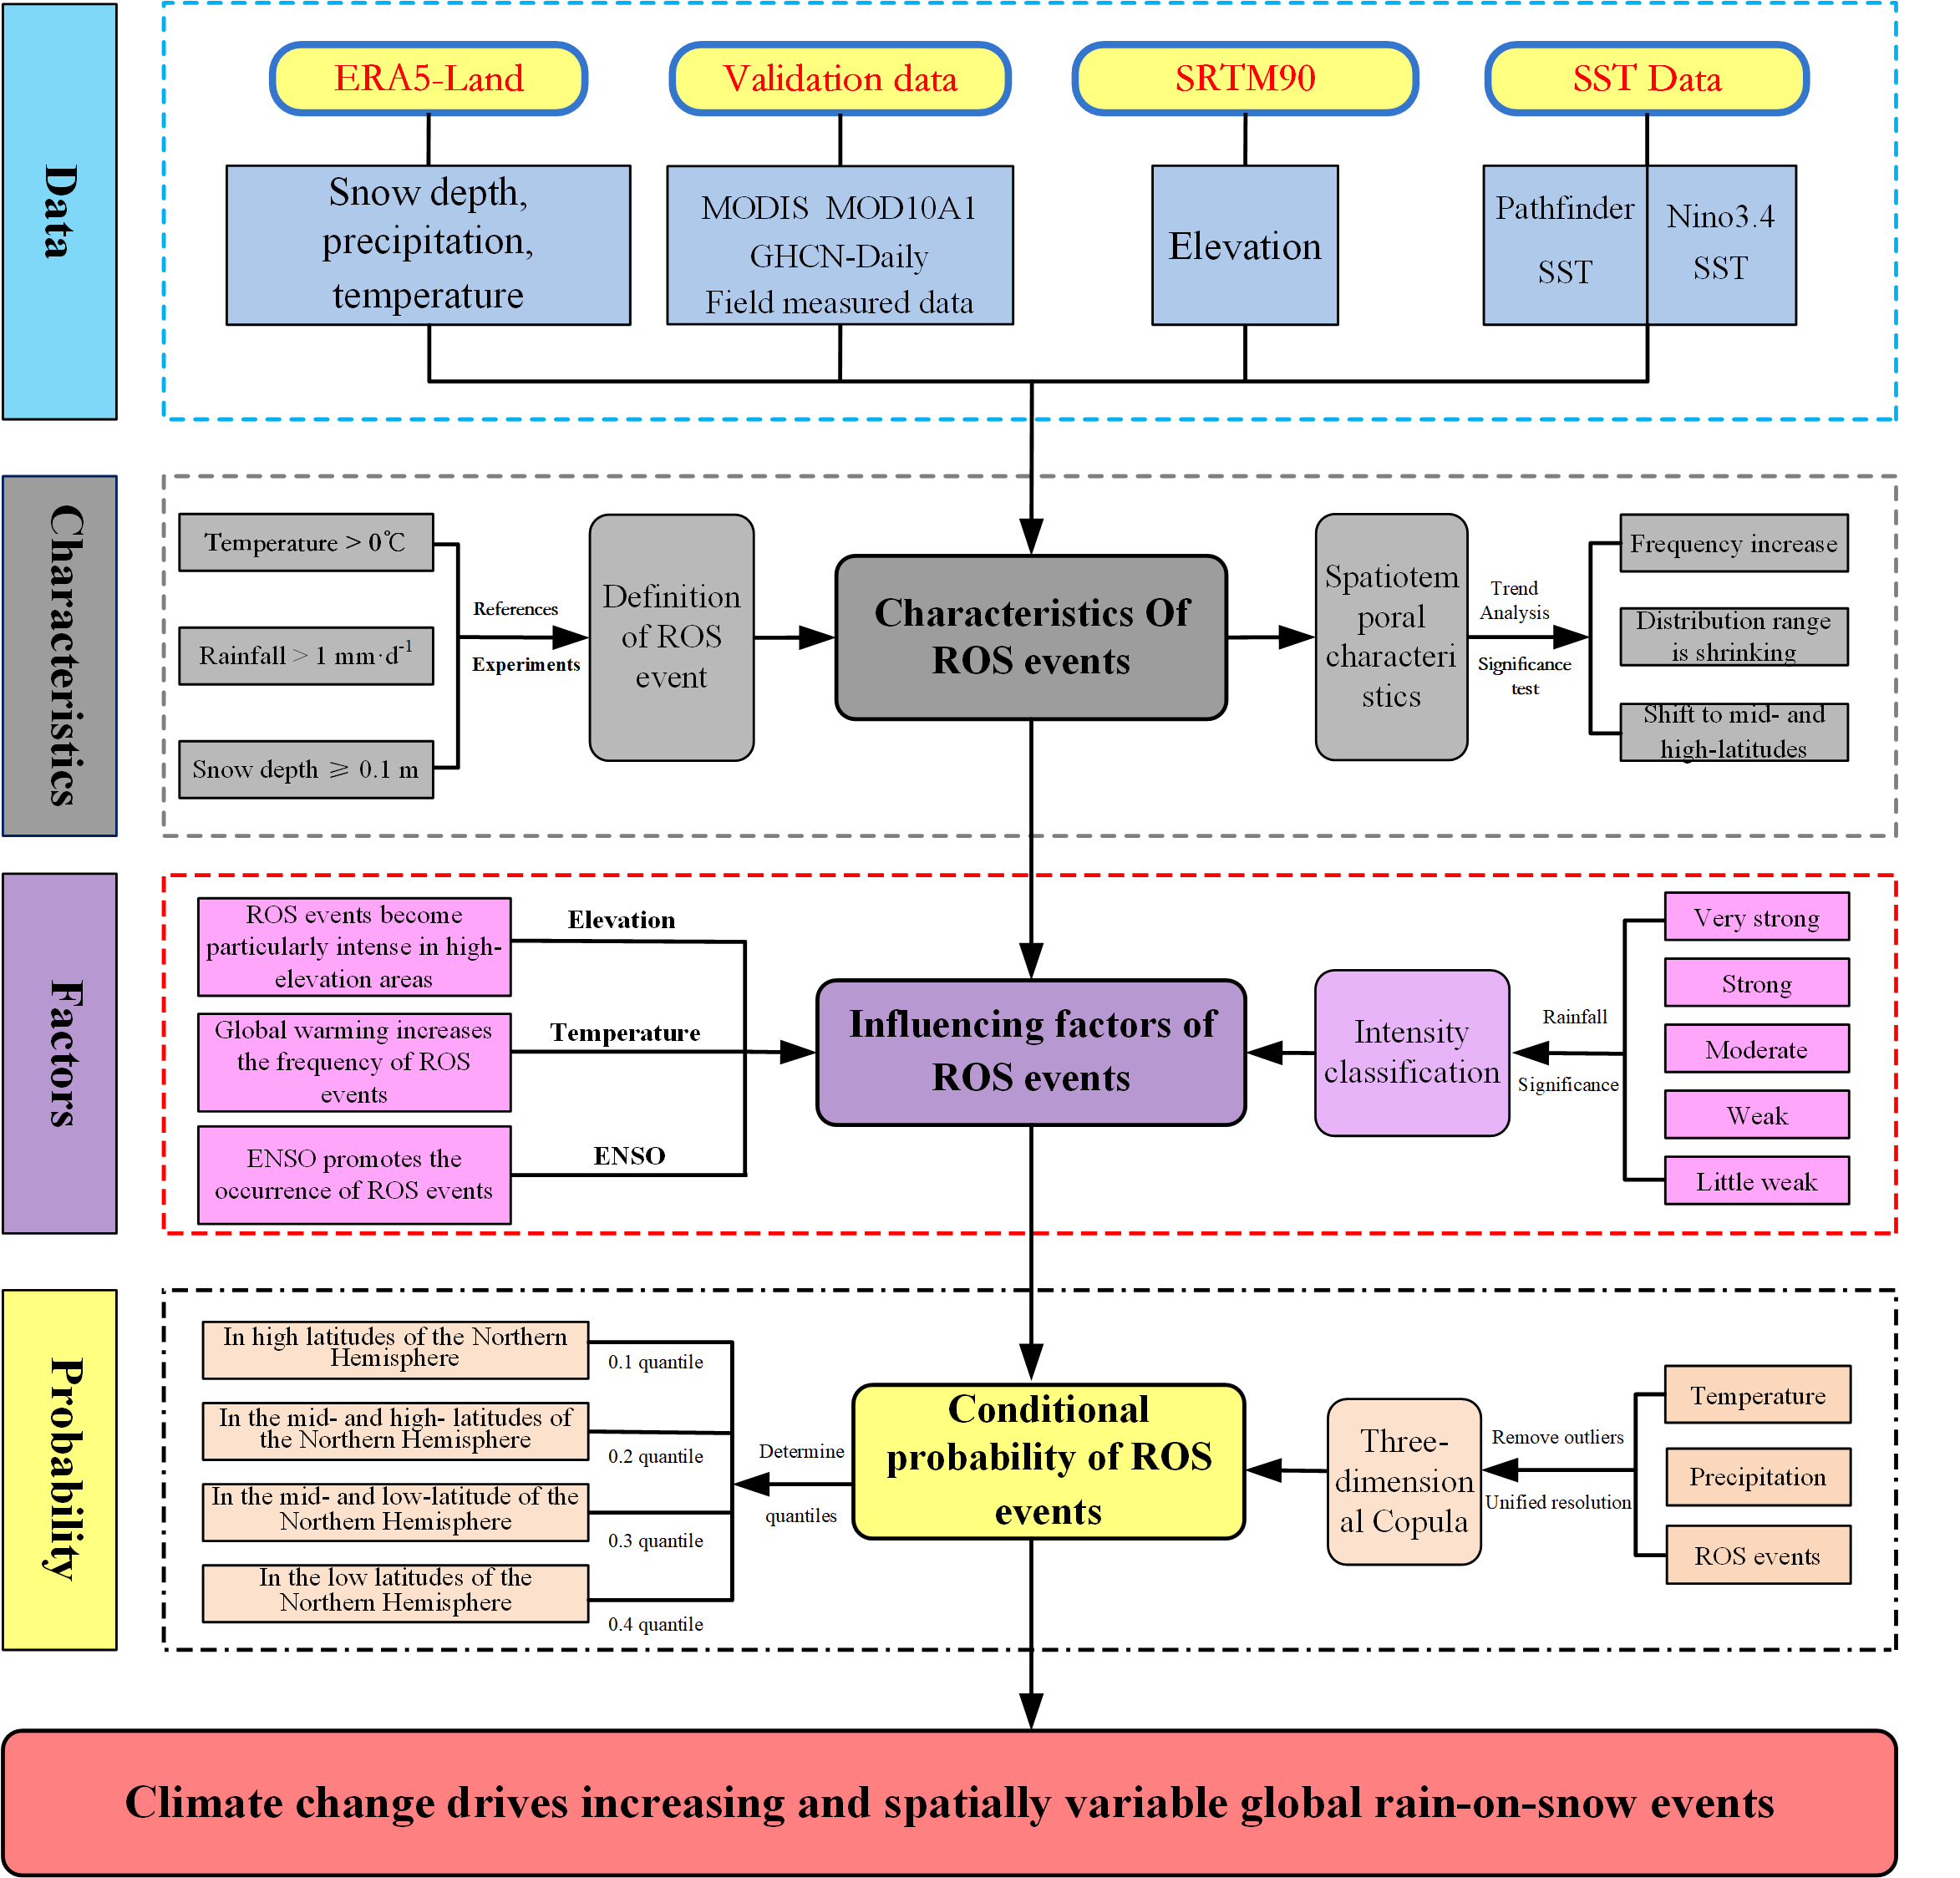 Data
ERA5-Land
Validation data
SRTM90
SST Data
Snow depth,
precipitation,
temperature
MODIS MOD10A1
GHCN-Daily
Field measured data
Elevation
Pathfinder
SST
Nino3.4
SST
Characteristics
Temperature > 0℃
Rainfall > 1 mm·d-1
Snow depth ⩾ 0.1 m
References
Experiments
Definition
of ROS
event
Characteristics Of
ROS events
Spatiotem
poral
characteri
stics
Trend
Analysis
Significance
test
Frequency increase
Distribution range
is shrinking
Shift to mid- and
high-latitudes
Factors
ROS events become
particularly intense in high-
elevation areas
Global warming increases
the frequency of ROS
events
ENSO promotes the
occurrence of ROS events
Elevation
Temperature
ENSO
Influencing factors of
ROS events
Intensity
classification
Rainfall
Significance
Very strong
Strong
Moderate
Weak
Little weak
Probability
In high latitudes of the Northern
Hemisphere
In the mid- and high- latitudes of
the Northern Hemisphere
In the mid- and low-latitude of the
Northern Hemisphere
In the low latitudes of the
Northern Hemisphere
0.1 quantile
0.2 quantile
0.3 quantile
0.4 quantile
Determine
quantiles
Conditional
probability of ROS
events
Three-
dimension
al Copula
Remove outliers
Unified resolution
Temperature
Precipitation
ROS events
Climate change drives increasing and spatially variable global rain-on-snow events